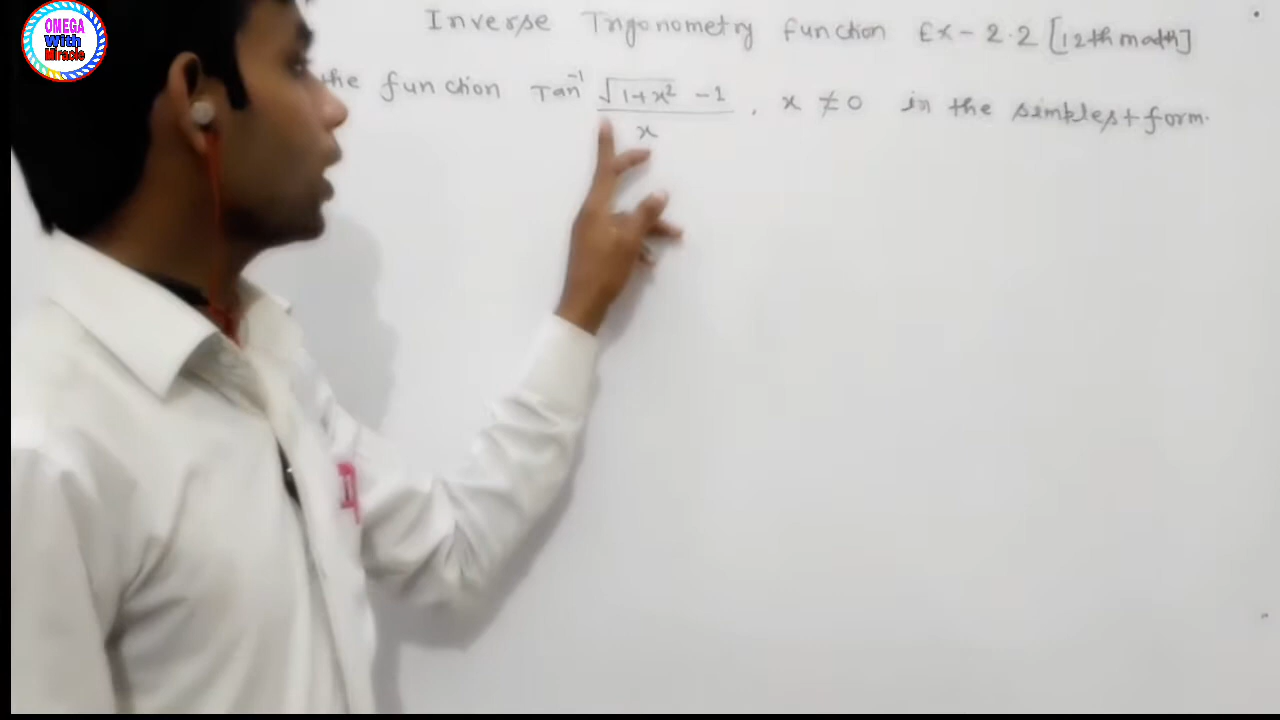 OMEGA
With
Miracle
Inverse Trigonometry function Ex - 2.2 [12th math]
the function Tan⁻¹ (√(1+x²) - 1)/x , x ≠ 0 in the simplest form.